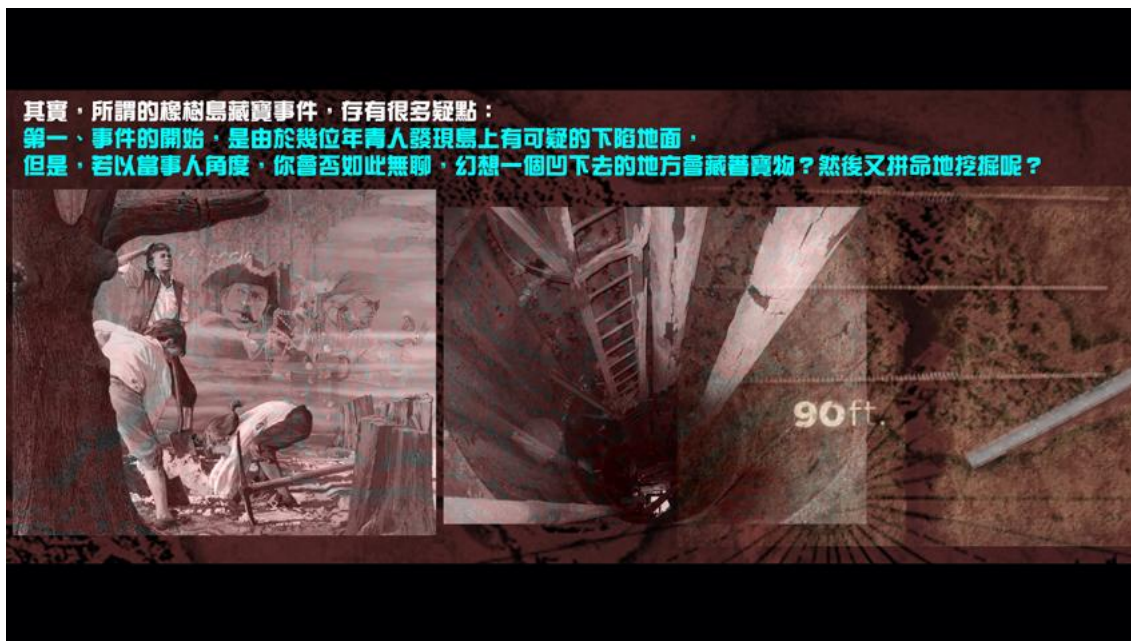 其實，所謂的橡樹島藏寶事件，存有很多疑點：
第一、事件的開始，是由於幾位年青人發現島上有可疑的下陷地面，
但是，若以當事人角度，你會否如此無聊，幻想一個凹下去的地方會藏著寶物？然後又拼命地挖掘呢？
90ft.